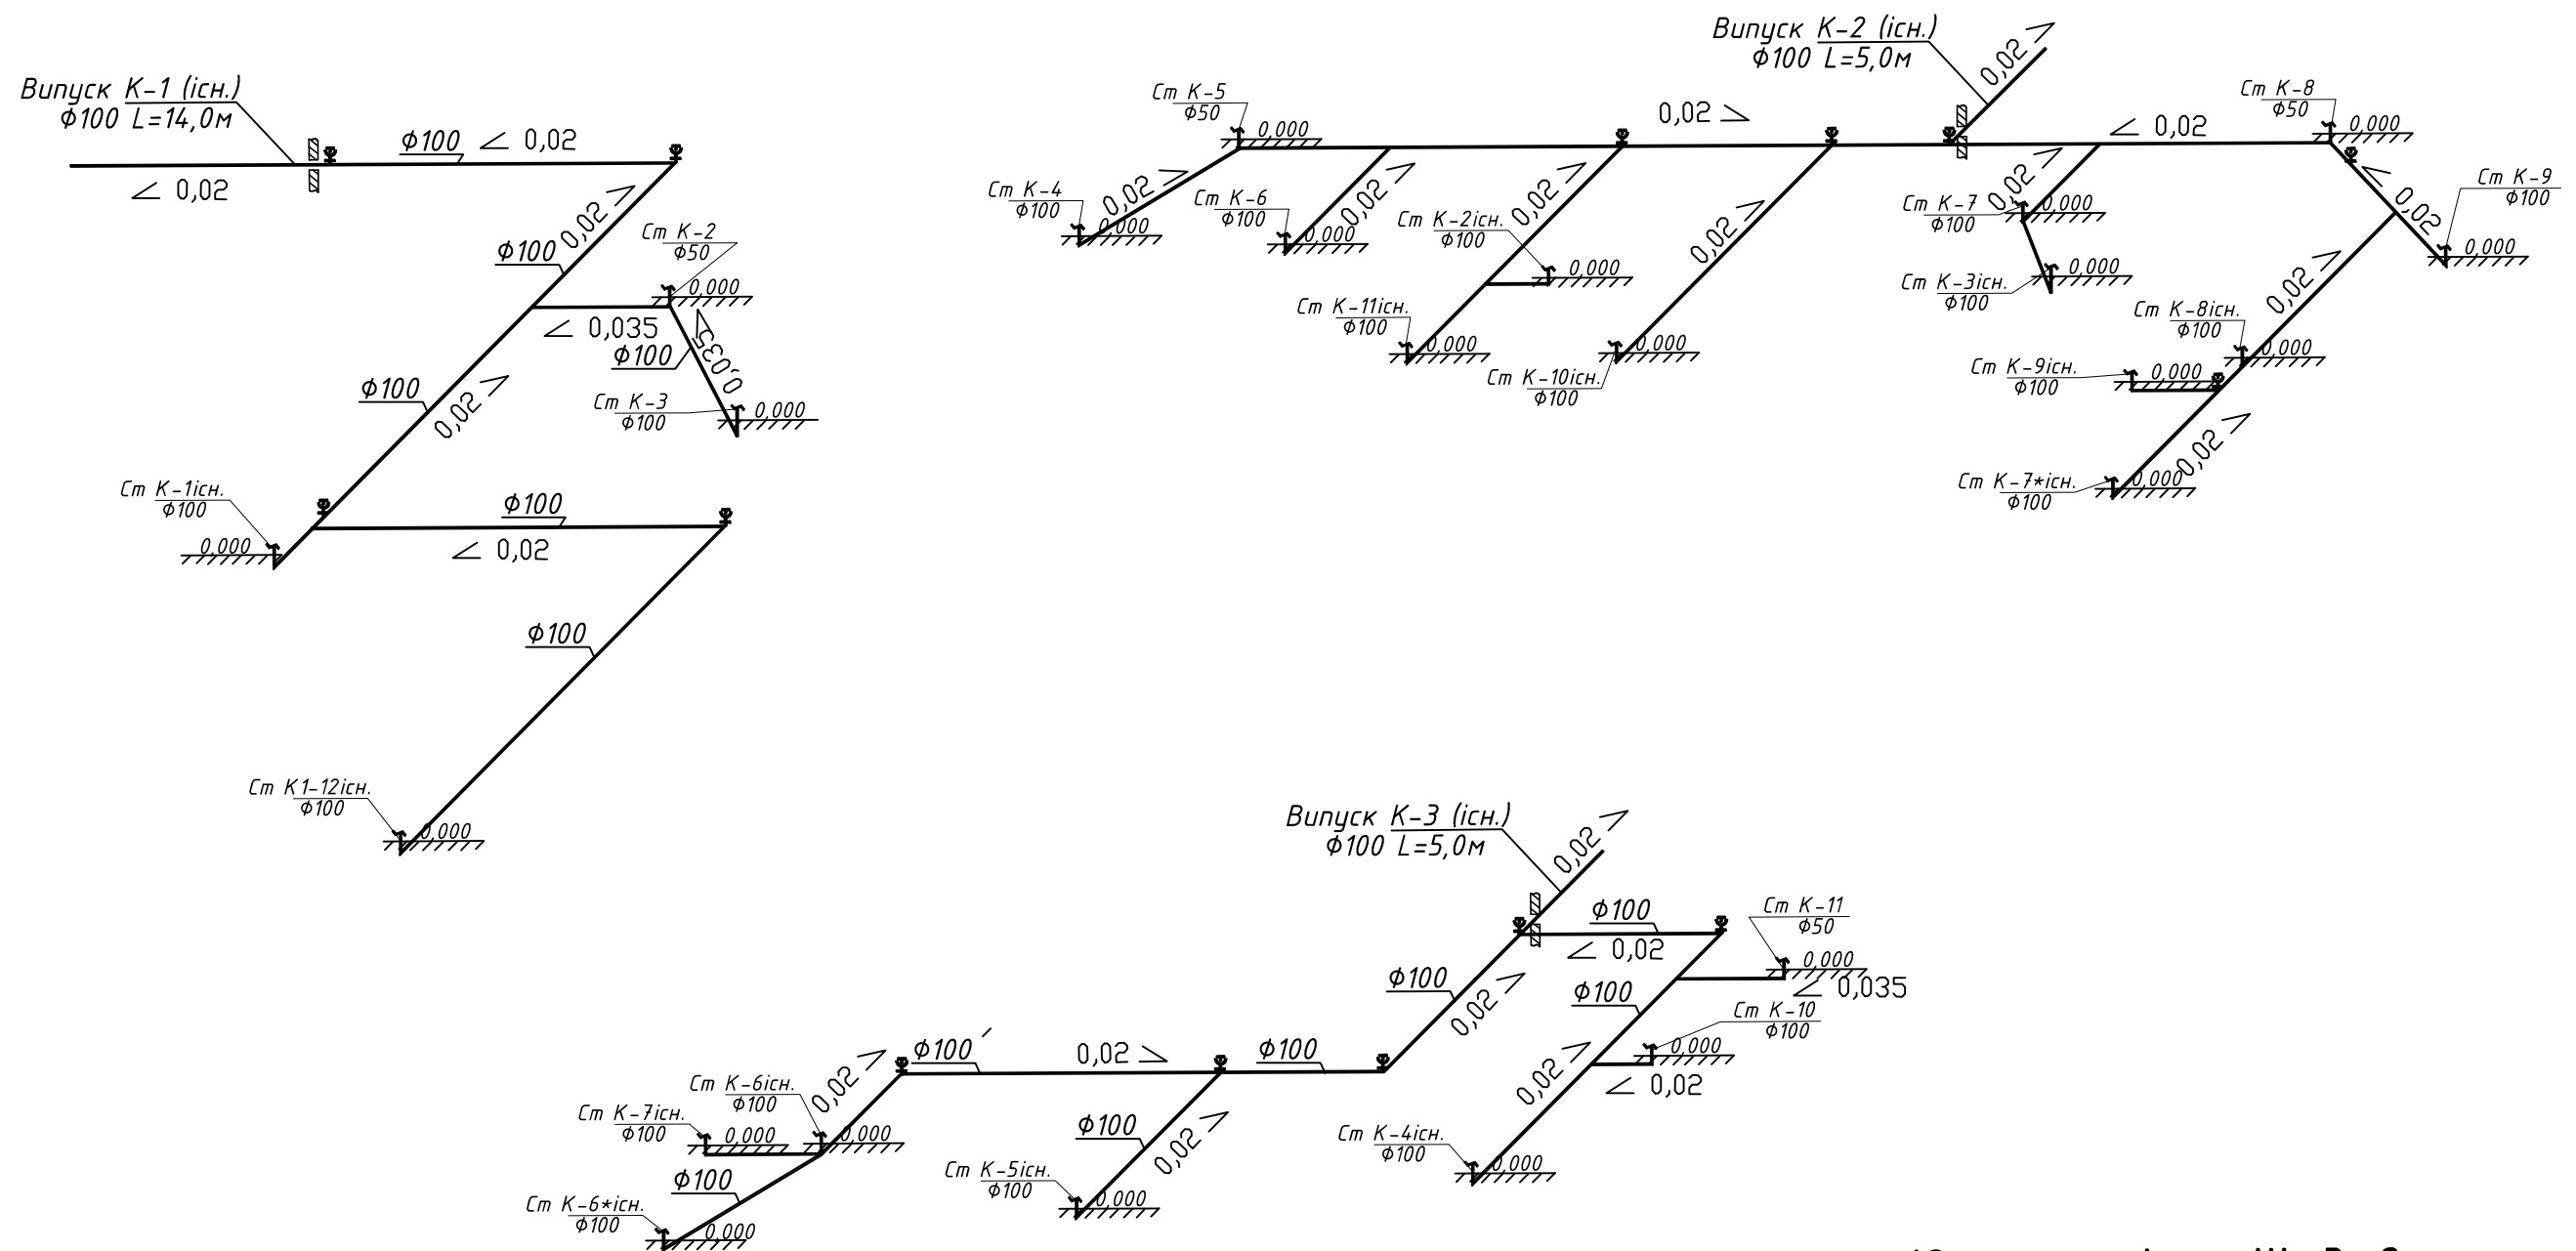 Випуск К-1 (існ.)
Ф100 L=14,0м
Ф100
0,02
0,02
0,02
Ф100
Ст К-2
Ф50
0,000
0,035
Ф100
0,035
Ф100
0,02
Ст К-3
Ф100
0,000
Ст К-1існ.
Ф100
0,000
Ф100
0,02
Ф100
Ст К1-12існ.
Ф100
0,000
Випуск К-2 (існ.)
Ф100 L=5,0м
0,02
Ст К-5
Ф50
0,000
0,02
0,02
Ст К-8
Ф50
0,000
Ст К-4
Ф100
0,02
0,000
Ст К-6
Ф100
0,02
0,000
Ст К-2існ.
Ф100
0,02
0,000
0,02
Ст К-7
Ф100
0,02
0,000
Ст К-9
Ф100
0,02
0,000
Ст К-11існ.
Ф100
0,000
Ст К-10існ.
Ф100
0,000
Ст К-3існ.
Ф100
0,000
0,02
Ст К-8існ.
Ф100
0,000
Ст К-9існ.
Ф100
0,000
0,02
Ст К-7*існ.
Ф100
0,000
Випуск К-3 (існ.)
Ф100 L=5,0м
0,02
Ф100
0,02
Ст К-11
Ф50
0,000
0,035
Ф100
0,02
Ф100
Ст К-10
Ф100
0,000
0,02
0,02
Ф100
0,02
Ф100
Ст К-6існ.
Ф100
0,02
0,000
Ст К-7існ.
Ф100
0,000
Ф100
0,02
Ст К-4існ.
Ф100
0,000
Ф100
Ст К-5існ.
Ф100
0,000
Ст К-6*існ.
Ф100
0,000